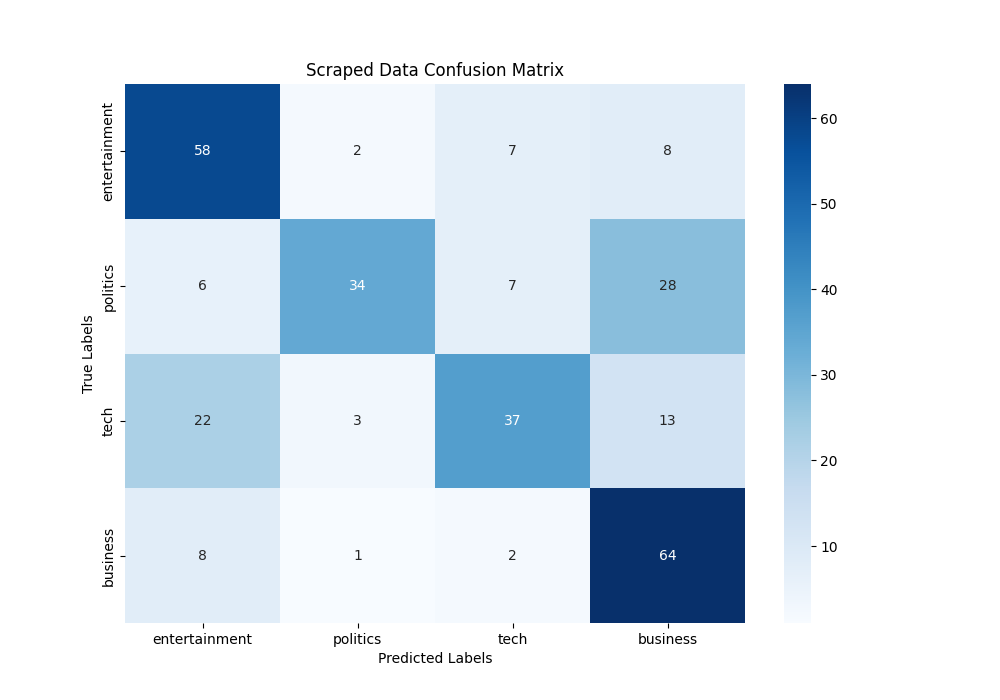 Scraped Data Confusion Matrix
True Labels
entertainment
58 2 7 8
politics
6 34 7 28
tech
22 3 37 13
business
8 1 2 64
entertainment politics tech business
Predicted Labels
60
50
40
30
20
10